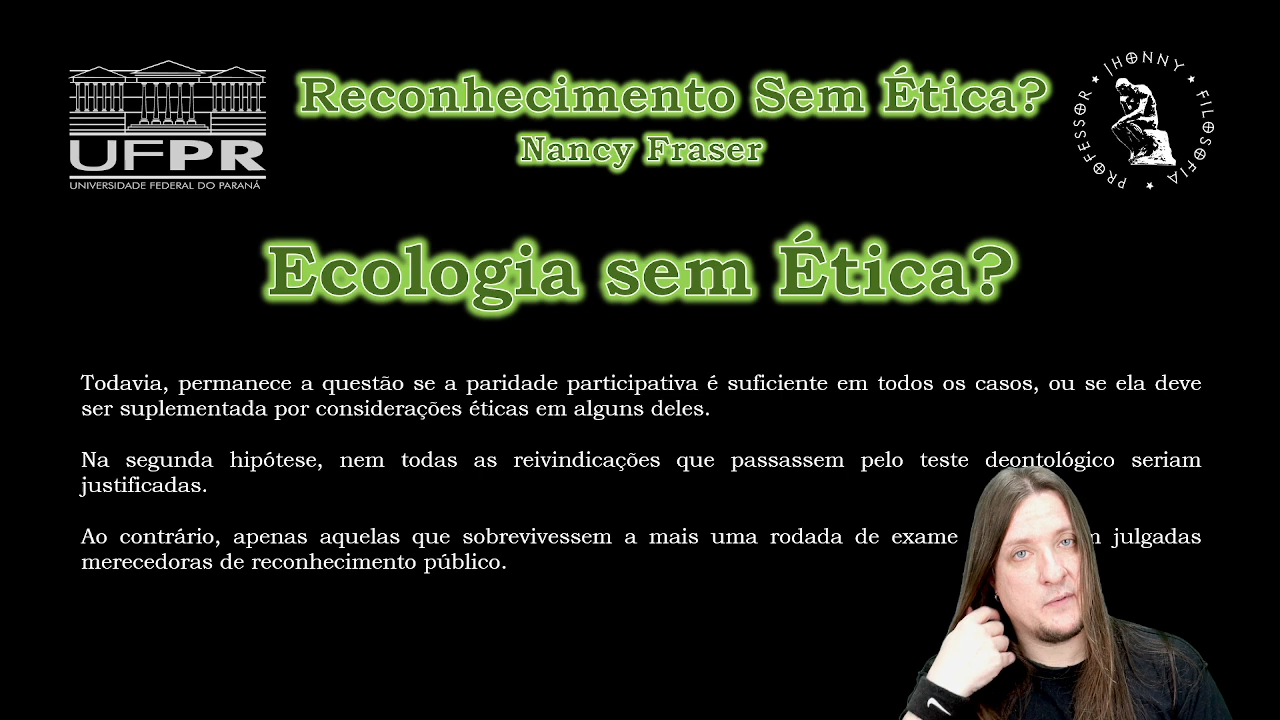 UFPR
UNIVERSIDADE FEDERAL DO PARANÁ
Reconhecimento Sem Ética?
Nancy Fraser
PROFESSOR ★ JHONNY ★ FILOSOFIA ★
Ecologia sem Ética?
Todavia, permanece a questão se a paridade participativa é suficiente em todos os casos, ou se ela deve
ser suplementada por considerações éticas em alguns deles.
Na segunda hipótese, nem todas as reivindicações que passassem pelo teste deontológico seriam
justificadas.
Ao contrário, apenas aquelas que sobrevivessem a mais uma rodada de exame julgadas
merecedoras de reconhecimento público.